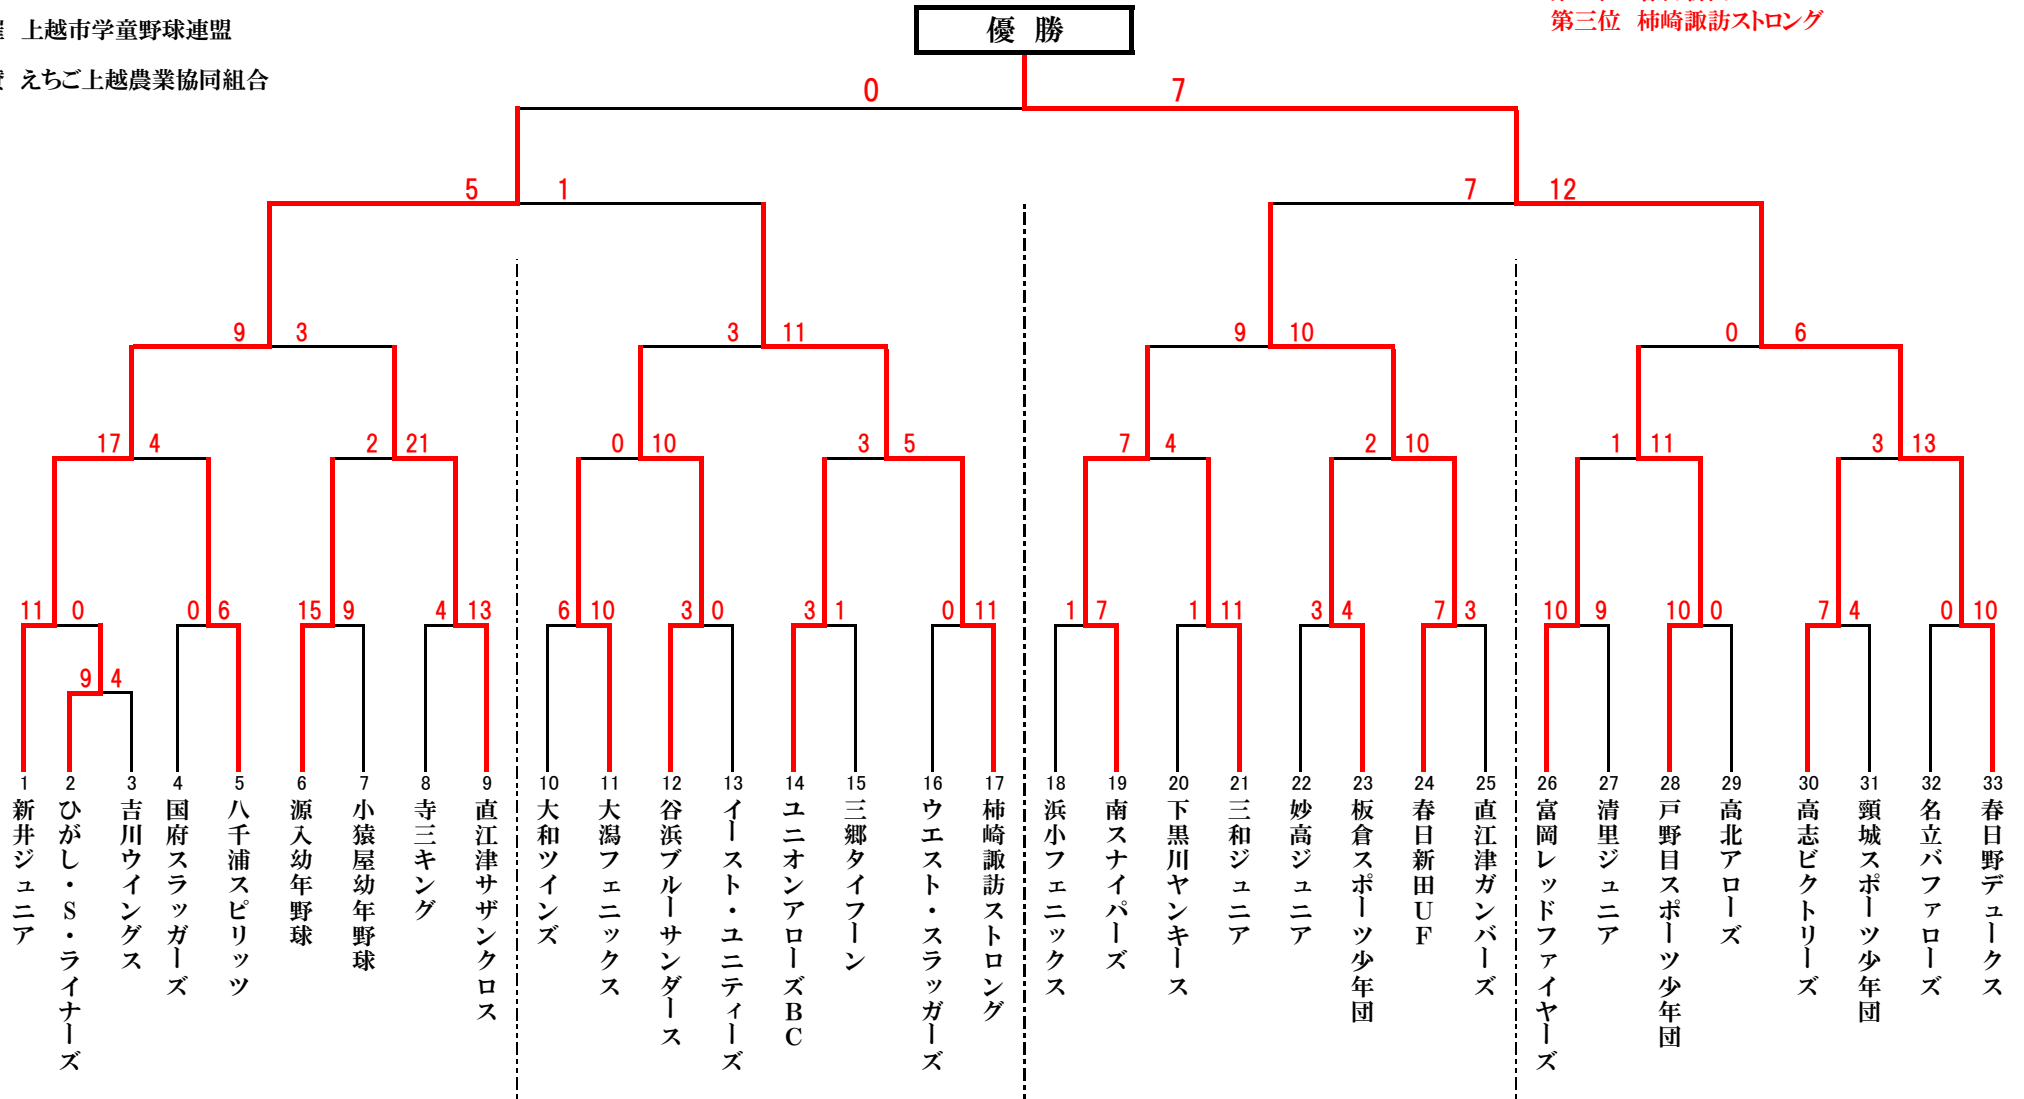 上越市学童野球連盟
えちご上越農業協同組合
優勝
第三位 柿崎諏訪ストロング
0 7
5 1 7 12
9 3 3 11 9 10 0 6
17 4 2 21 0 10 3 5 7 4 2 10 1 11 3 13
11 0 0 6 15 9 4 13 6 10 3 0 3 1 0 11 1 7 1 11 3 4 7 3 10 9 10 0 7 4 0 10
9 4
1 新井ジュニア
2 ひがし・S・ライナーズ
3 吉川ウイングス
4 国府スラッガーズ
5 八千浦スピリッツ
6 源入幼年野球
7 小猿屋幼年野球
8 寺三キング
9 直江津サザンクロス
10 大和ツインズ
11 大潟フェニックス
12 谷浜ブルーサンダース
13 イースト・ユニティーズ
14 ユニオンアローズBC
15 三郷タイフーン
16 ウエスト・スラッガーズ
17 柿崎諏訪ストロング
18 浜小フェニックス
19 南スナイパーズ
20 下黒川ヤンキース
21 三和ジュニア
22 妙高ジュニア
23 板倉スポーツ少年団
24 春日新田UF
25 直江津ガンバーズ
26 富岡レッドファイヤーズ
27 清里ジュニア
28 戸野目スポーツ少年団
29 高北アローズ
30 高志ビクトリーズ
31 頸城スポーツ少年団
32 名立バファローズ
33 春日野デュークス